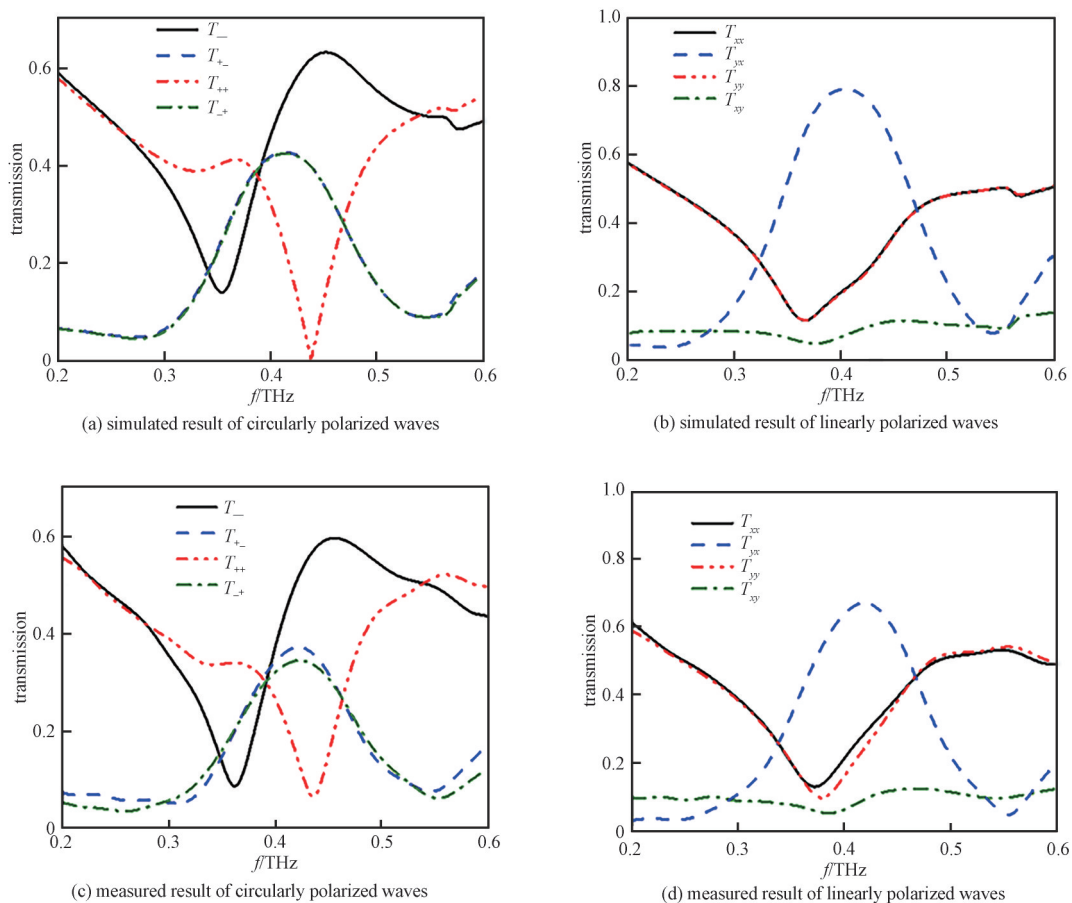 T__
T+_
T++
T_+
transmission
0.6
0.4
0.2
0
0.2 0.3 0.4 0.5 0.6
f/THz
(a) simulated result of circularly polarized waves
Txx
Tyx
Tyy
Txy
transmission
1.0
0.8
0.6
0.4
0.2
0
0.2 0.3 0.4 0.5 0.6
f/THz
(b) simulated result of linearly polarized waves
T__
T+_
T++
T_+
transmission
0.6
0.4
0.2
0
0.2 0.3 0.4 0.5 0.6
f/THz
(c) measured result of circularly polarized waves
Txx
Tyx
Tyy
Txy
transmission
1.0
0.8
0.6
0.4
0.2
0
0.2 0.3 0.4 0.5 0.6
f/THz
(d) measured result of linearly polarized waves